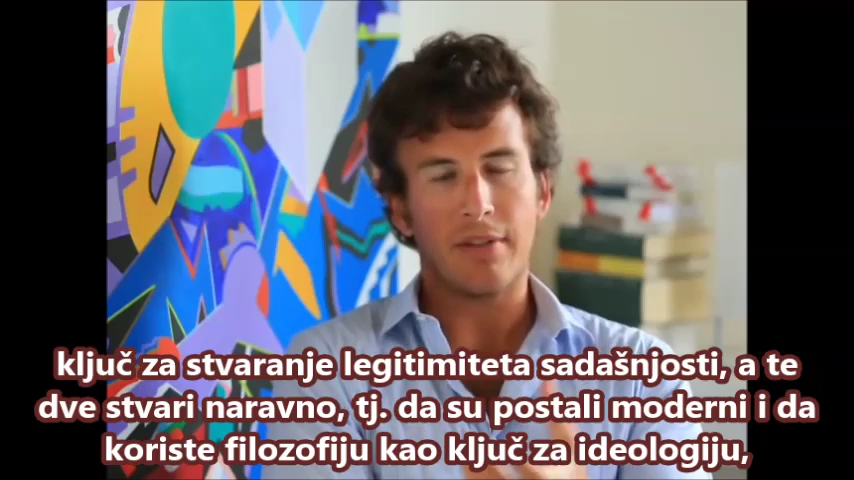 ključ za stvaranje legitimiteta sadašnjosti, a te
dve stvari naravno, tj. da su postali moderni i da
koriste filozofiju kao ključ za ideologiju,